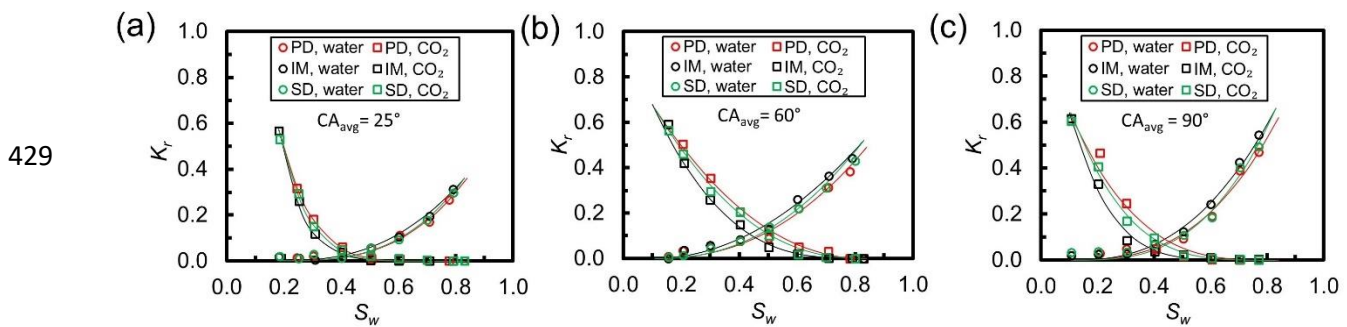 429
(a)
1.0
0.8
0.6
0.4
0.2
0.0
K_r
PD, water PD, CO₂
IM, water IM, CO₂
SD, water SD, CO₂
CA_avg = 25°
0.0 0.2 0.4 0.6 0.8 1.0
S_w
(b)
1.0
0.8
0.6
0.4
0.2
0.0
K_r
PD, water PD, CO₂
IM, water IM, CO₂
SD, water SD, CO₂
CA_avg = 60°
0.0 0.2 0.4 0.6 0.8 1.0
S_w
(c)
1.0
0.8
0.6
0.4
0.2
0.0
K_r
PD, water PD, CO₂
IM, water IM, CO₂
SD, water SD, CO₂
CA_avg = 90°
0.0 0.2 0.4 0.6 0.8 1.0
S_w